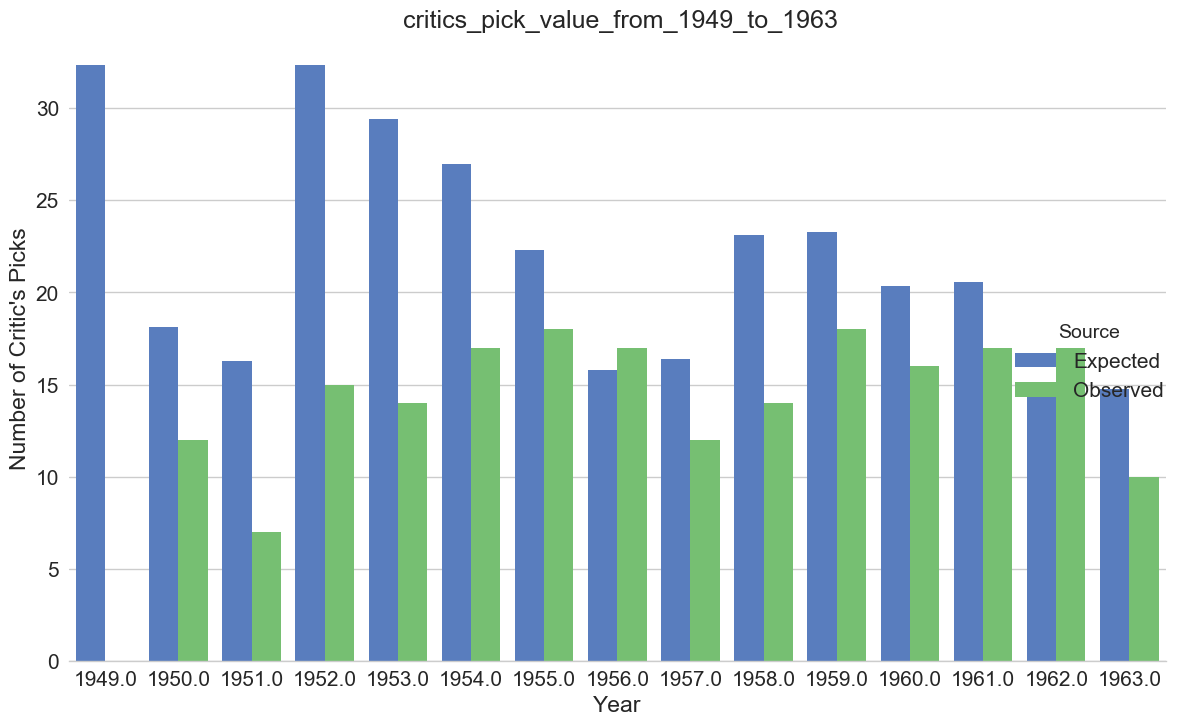 critics_pick_value_from_1949_to_1963
Number of Critic's Picks
30
25
20
15
10
5
0
Source
Expected
Observed
1949.0 1950.0 1951.0 1952.0 1953.0 1954.0 1955.0 1956.0 1957.0 1958.0 1959.0 1960.0 1961.0 1962.0 1963.0
Year